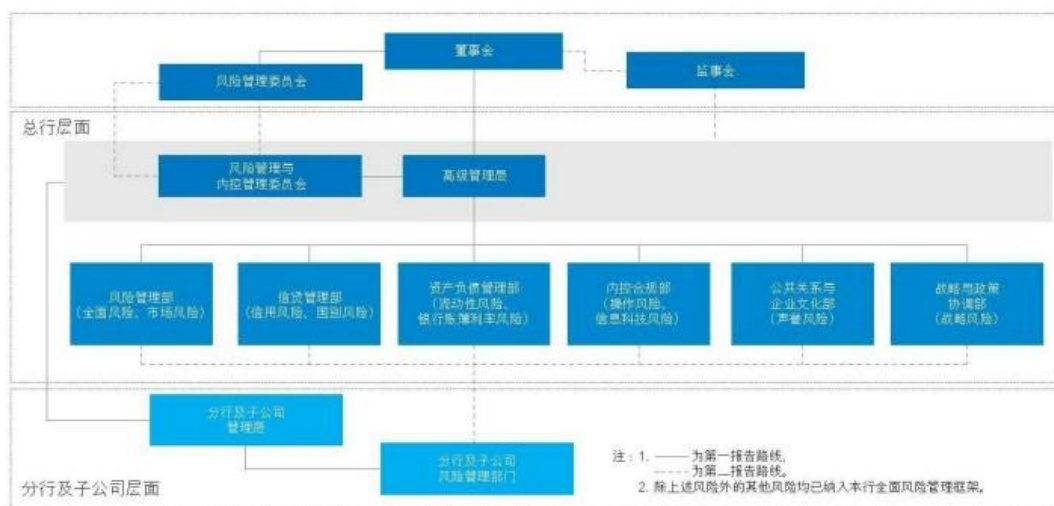 董事会
风险管理委员会
监事会
总行层面
风险管理与
内控管理委员会
高级管理层
风险管理部
（全面风险、市场风险）
信贷管理部
（信用风险、国别风险）
资产负债管理部
（流动性风险、
银行账簿利率风险）
内控合规部
（操作风险、
信息科技风险）
公共关系与
企业文化部
（声誉风险）
战略与政策
协调部
（战略风险）
分行及子公司
管理层
分行及子公司
风险管理部门
分行及子公司层面
注：1. ——为第一报告路线，
-----为第二报告路线。
2. 除上述风险外的其他风险均已纳入本行全面风险管理框架。